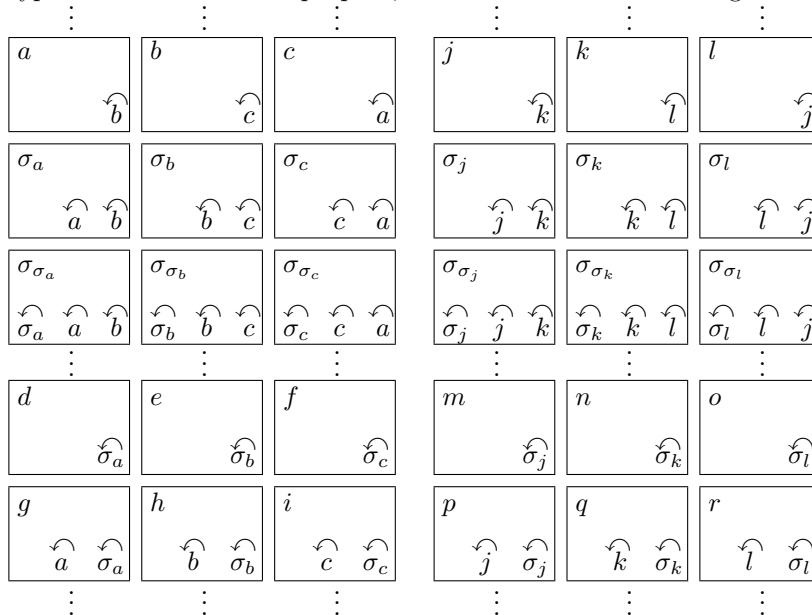 a b c j k l
b c a k l j
σ_a σ_b σ_c σ_j σ_k σ_l
a b b c c a j k k l l j
σ_{σ_a} σ_{σ_b} σ_{σ_c} σ_{σ_j} σ_{σ_k} σ_{σ_l}
σ_a a b σ_b b c σ_c c a σ_j j k σ_k k l σ_l l j
d e f m n o
σ_a σ_b σ_c σ_j σ_k σ_l
g h i p q r
a σ_a b σ_b c σ_c j σ_j k σ_k l σ_l